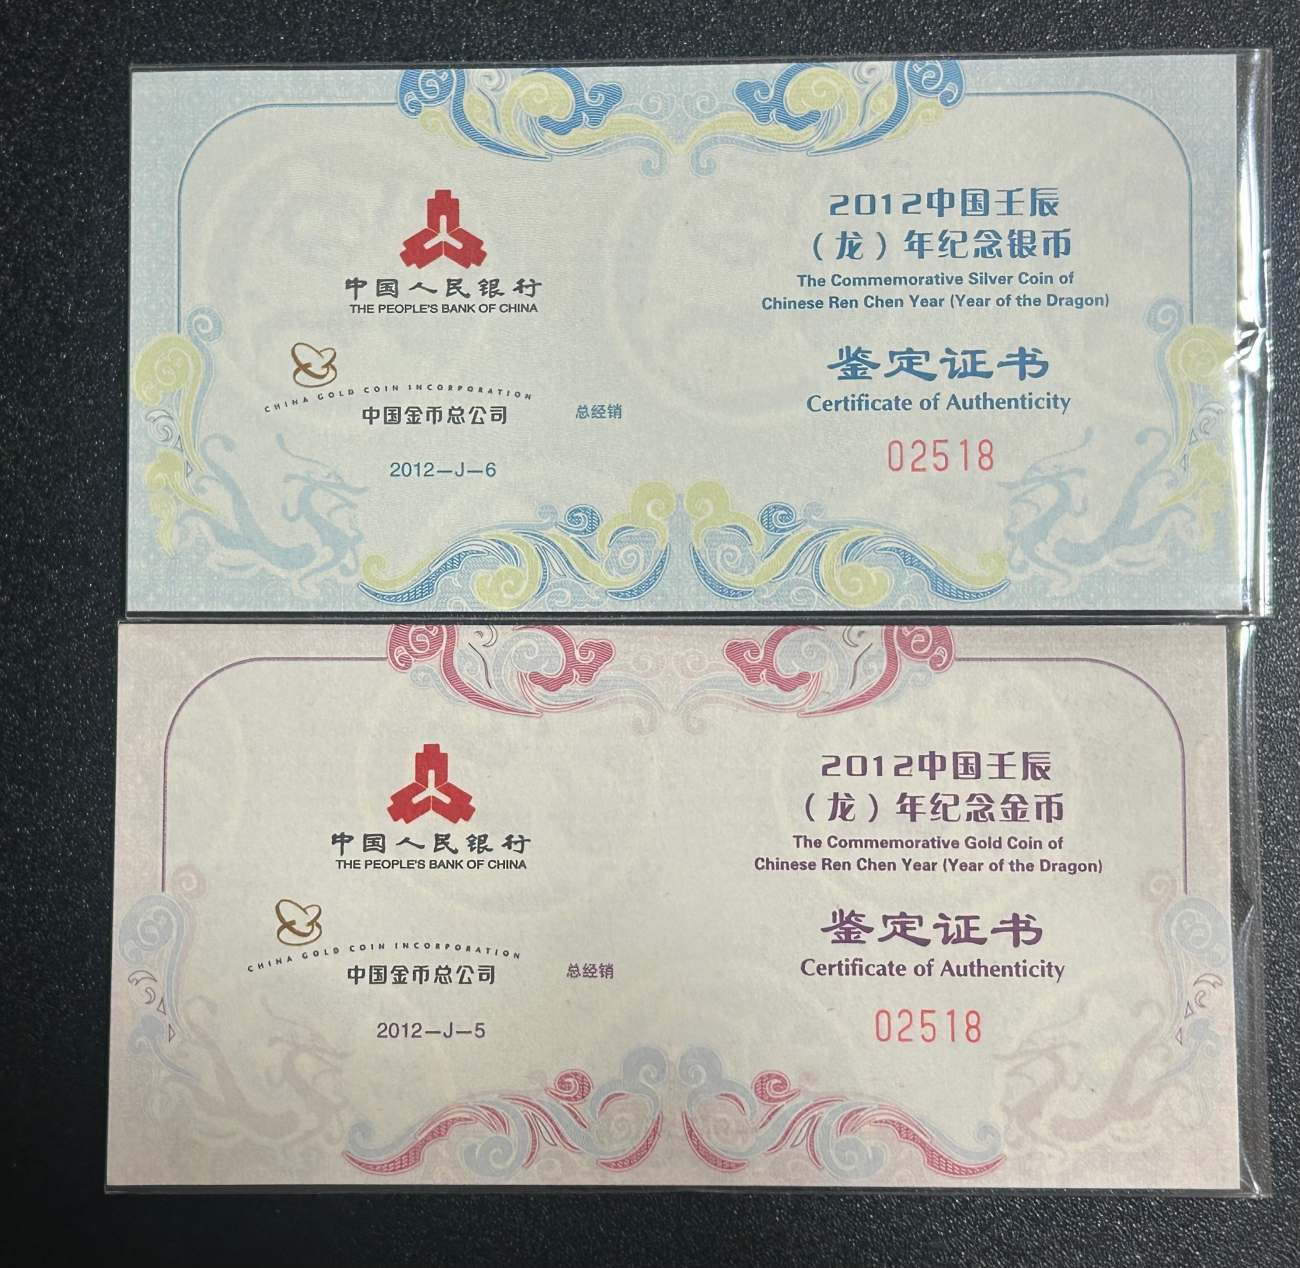 中国人民银行
THE PEOPLE'S BANK OF CHINA
CHINA GOLD COIN INCORPORATION
中国金币总公司
总经销
2012—J—6
2012中国壬辰
（龙）年纪念银币
The Commemorative Silver Coin of
Chinese Ren Chen Year (Year of the Dragon)
鉴定证书
Certificate of Authenticity
02518
中国人民银行
THE PEOPLE'S BANK OF CHINA
CHINA GOLD COIN INCORPORATION
中国金币总公司
总经销
2012—J—5
2012中国壬辰
（龙）年纪念金币
The Commemorative Gold Coin of
Chinese Ren Chen Year (Year of the Dragon)
鉴定证书
Certificate of Authenticity
02518